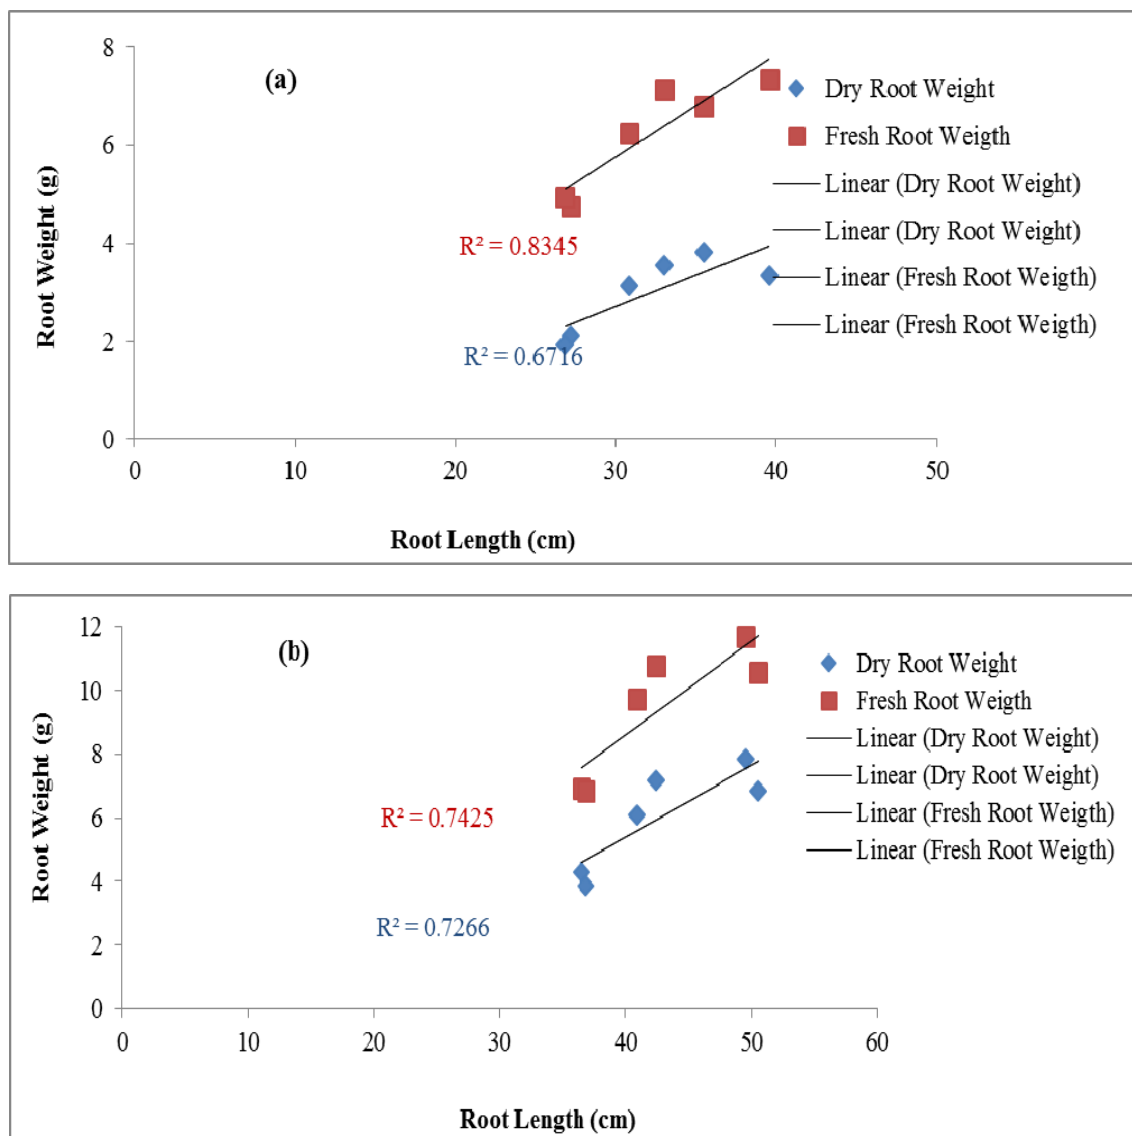 8
(a)
Dry Root Weight
Fresh Root Weigth
6
Linear (Dry Root Weight)
Linear (Dry Root Weight)
4
R² = 0.8345
Linear (Fresh Root Weigth)
Linear (Fresh Root Weigth)
2
R² = 0.6716
0
Root Weight (g)
0 10 20 30 40 50
Root Length (cm)
12
(b)
Dry Root Weight
10
Fresh Root Weigth
Linear (Dry Root Weight)
8
Linear (Dry Root Weight)
6
R² = 0.7425
Linear (Fresh Root Weigth)
Linear (Fresh Root Weigth)
4
R² = 0.7266
2
0
Root Weight (g)
0 10 20 30 40 50 60
Root Length (cm)